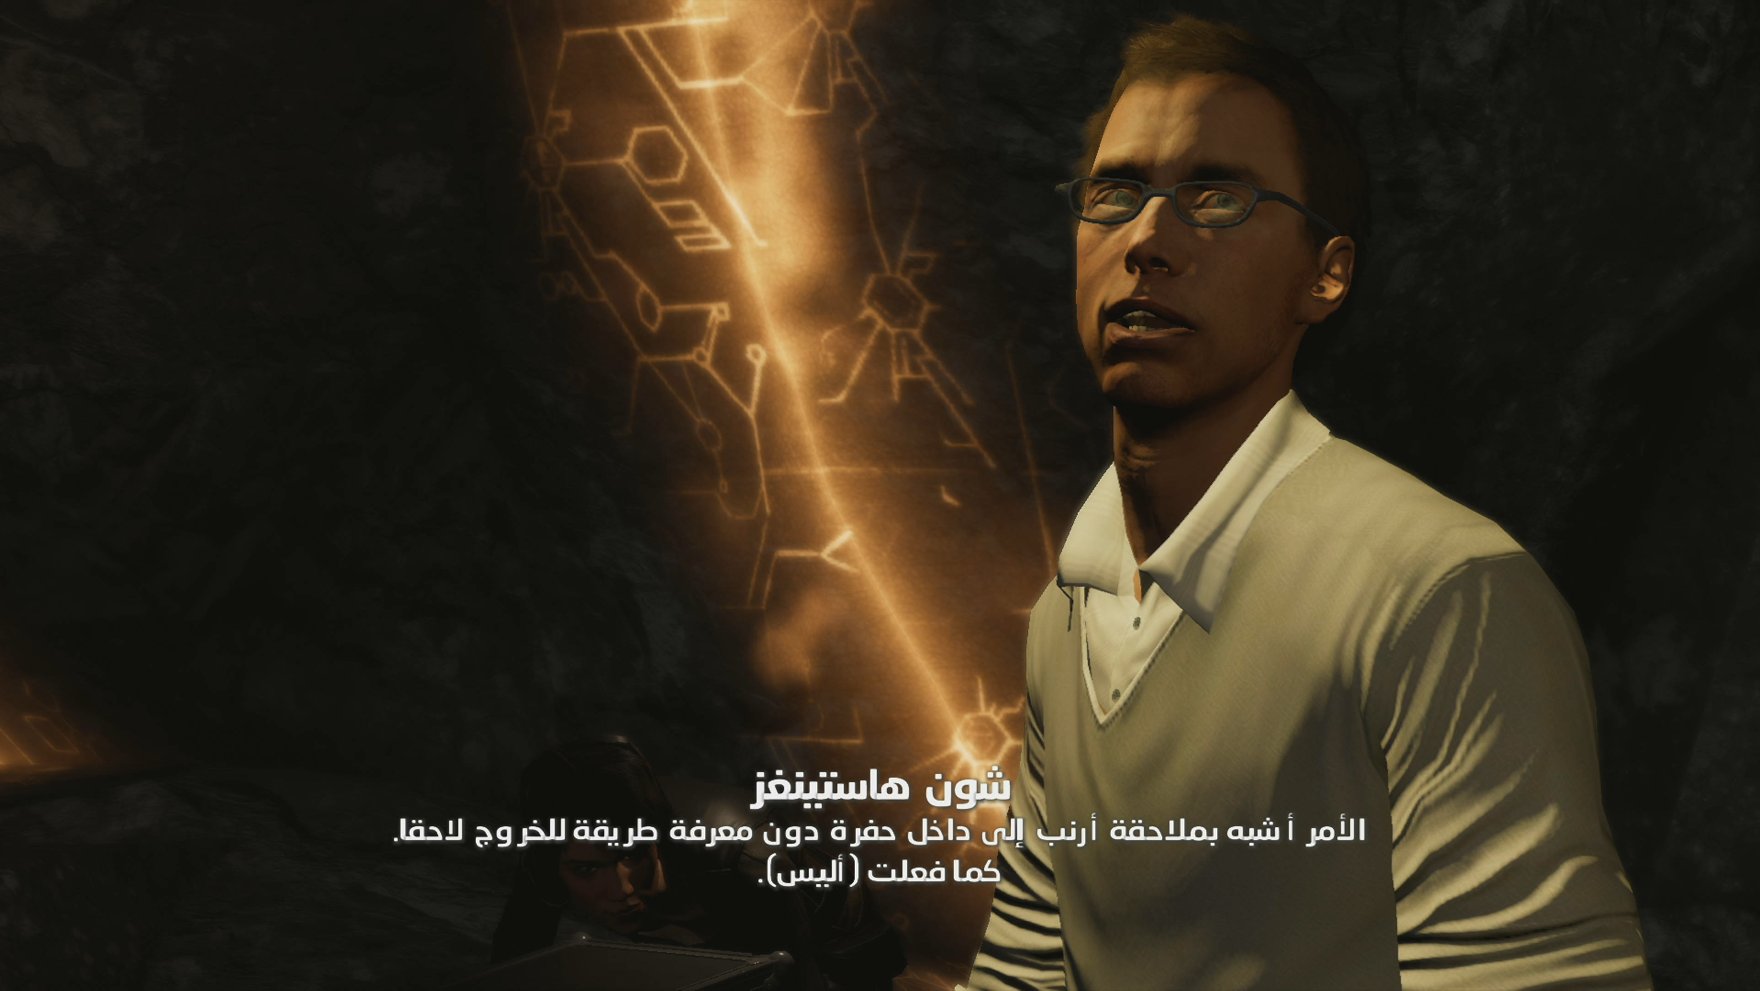 شون هاستينغز
الأمر أشبه بملاحقة أرنب إلى داخل حفرة دون معرفة طريقة للخروج لاحقا.
كما فعلت (أليس).